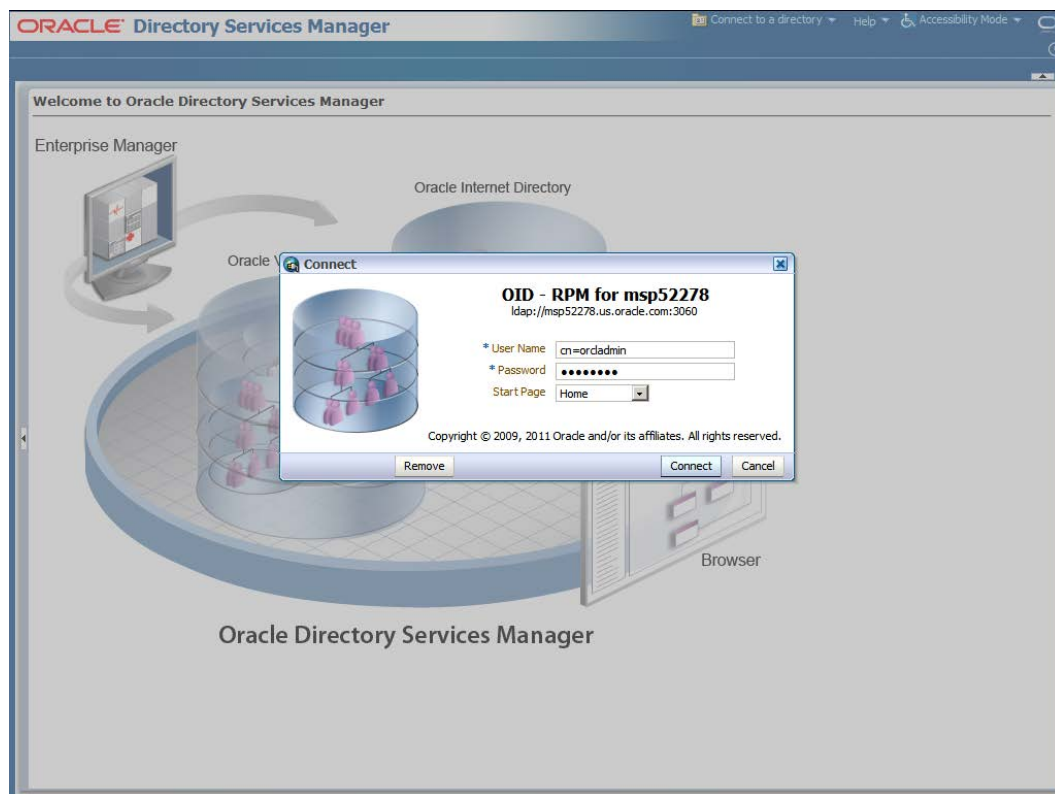 ORACLE Directory Services Manager
Connect to a directory Help Accessibility Mode
Welcome to Oracle Directory Services Manager
Enterprise Manager
Oracle Internet Directory
Oracle
Connect
OID - RPM for msp52278
ldap://msp52278.us.oracle.com:3060
* User Name cn=orcladmin
* Password ••••••••
Start Page Home
Copyright © 2009, 2011 Oracle and/or its affiliates. All rights reserved.
Remove Connect Cancel
Browser
Oracle Directory Services Manager